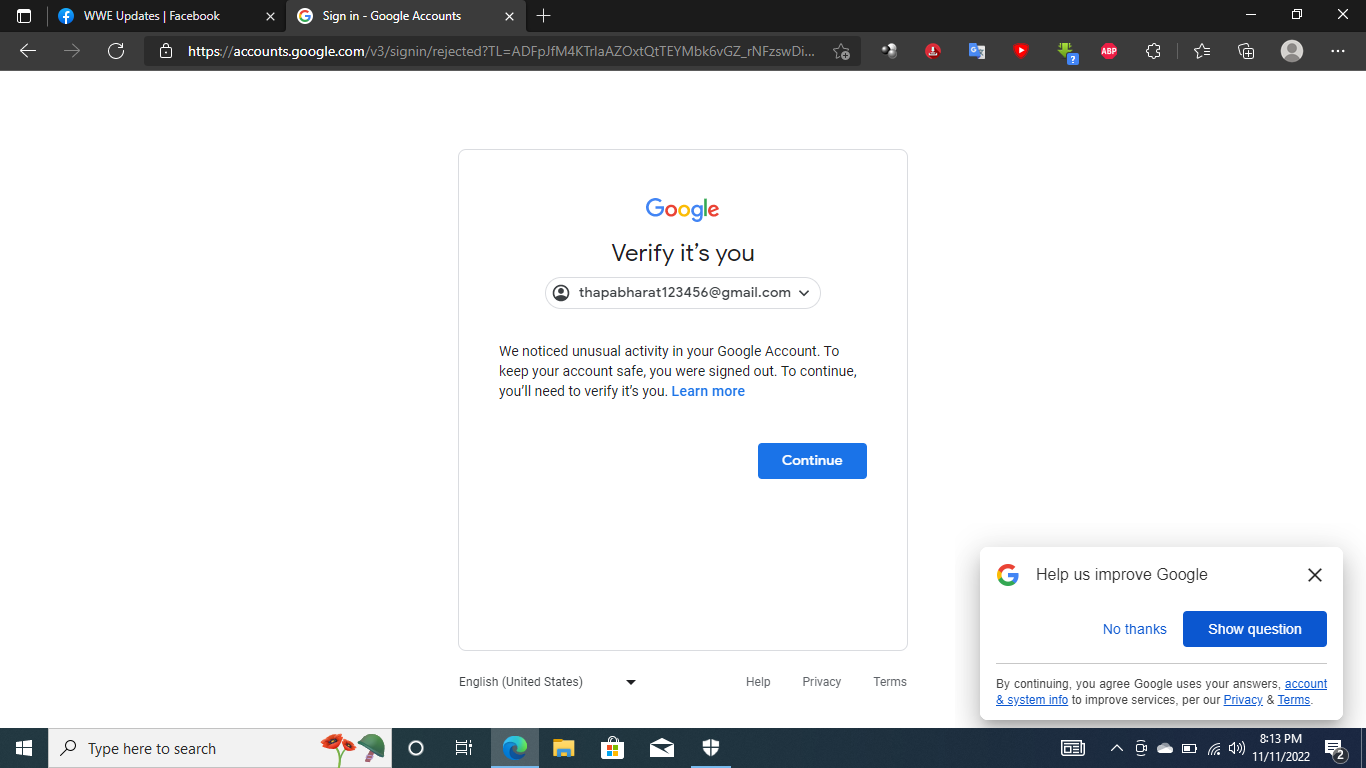 WWE Updates | Facebook
Sign in - Google Accounts
https://accounts.google.com/v3/signin/rejected?TL=ADFpJfM4KTrlaAZOxtQtTEYMbk6vGZ_rNFzswDi...
ABP
Google
Verify it's you
thapabharat123456@gmail.com
We noticed unusual activity in your Google Account. To
keep your account safe, you were signed out. To continue,
you'll need to verify it's you. Learn more
Continue
Help us improve Google
No thanks
Show question
By continuing, you agree Google uses your answers, account
& system info to improve services, per our Privacy & Terms.
English (United States)
Help
Privacy
Terms
Type here to search
8:13 PM
11/11/2022
2